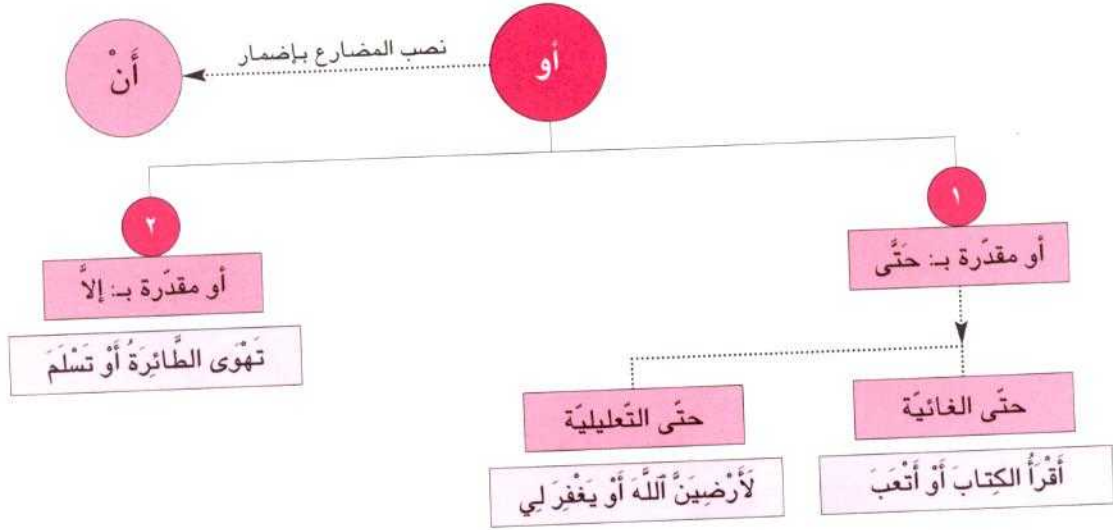 أو
نصب المضارع بإضمار
أَنْ
١
أو مقدّرة بـ: حَتَّى
حتّى الغائيّة
أَقْرَأُ الكِتابَ أَوْ أَتْعَبَ
حتّى التّعليليّة
لَأَرْضِيَنَّ ٱللَّهَ أَوْ يَغْفِرَ لِي
٢
أو مقدّرة بـ: إلاَّ
تَهْوَى الطَّائِرَةُ أَوْ تَسْلَمَ